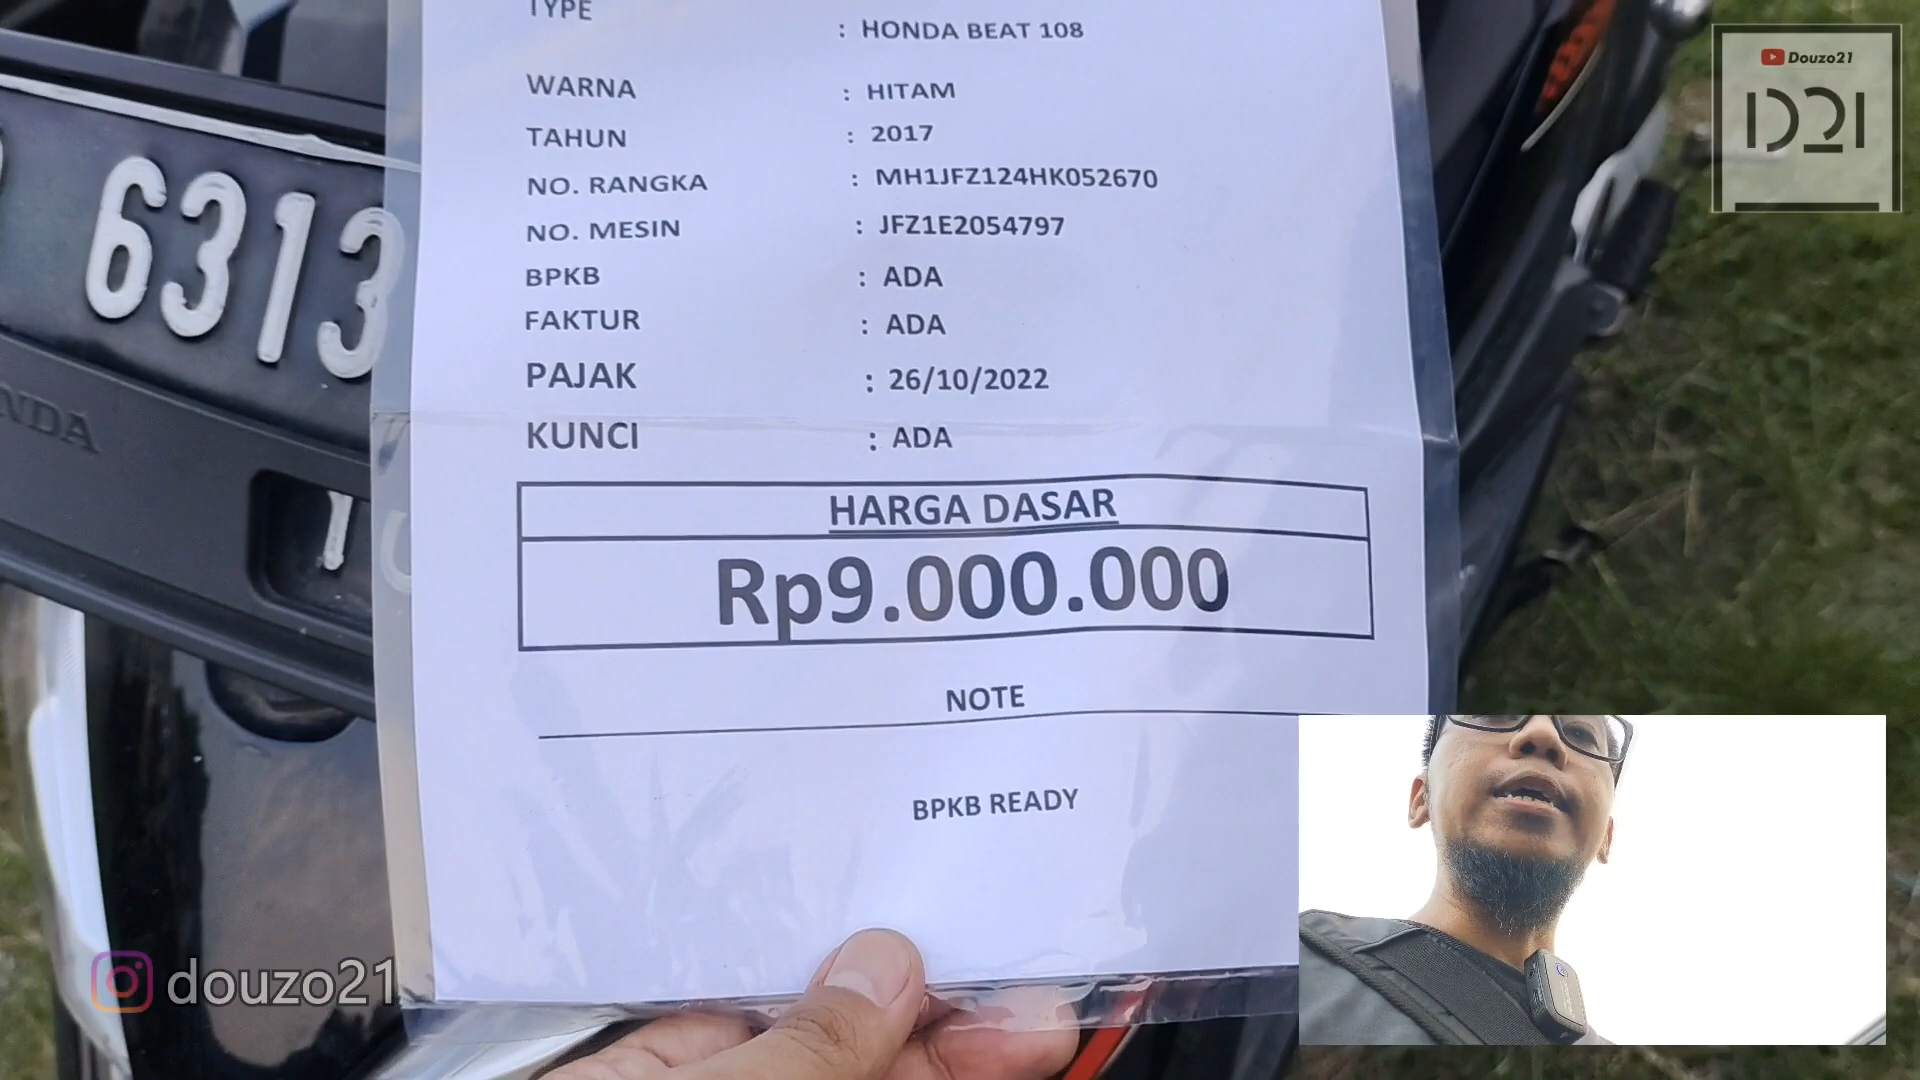 TYPE : HONDA BEAT 108
WARNA : HITAM
TAHUN : 2017
NO. RANGKA : MH1JFZ124HK052670
NO. MESIN : JFZ1E2054797
BPKB : ADA
FAKTUR : ADA
PAJAK : 26/10/2022
KUNCI : ADA
HARGA DASAR
Rp9.000.000
NOTE
BPKB READY
6313
Douzo21
D21
douzo21